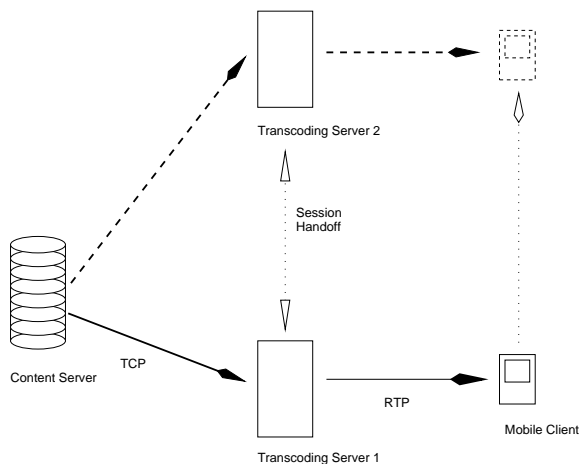 Transcoding Server 2
Session
Handoff
TCP
Content Server
RTP
Mobile Client
Transcoding Server 1